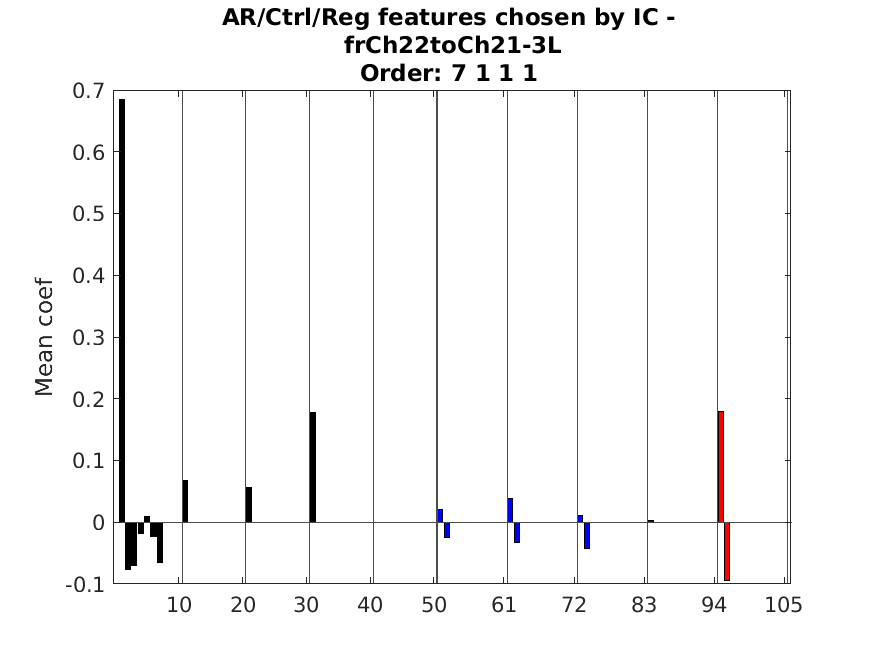 AR/Ctrl/Reg features chosen by IC -
frCh22toCh21-3L
Order: 7 1 1 1
0.7
0.6
0.5
0.4
0.3
0.2
0.1
0
-0.1
Mean coef
10 20 30 40 50 61 72 83 94 105